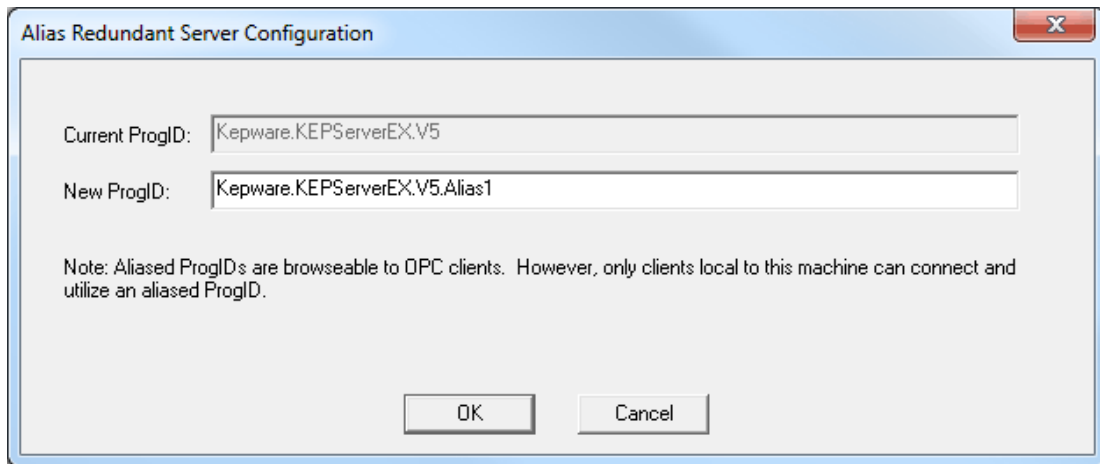 Alias Redundant Server Configuration
Current ProgID: Kepware.KEPServerEX.V5
New ProgID: Kepware.KEPServerEX.V5.Alias1
Note: Aliased ProgIDs are browseable to OPC clients.  However, only clients local to this machine can connect and
utilize an aliased ProgID.
OK Cancel